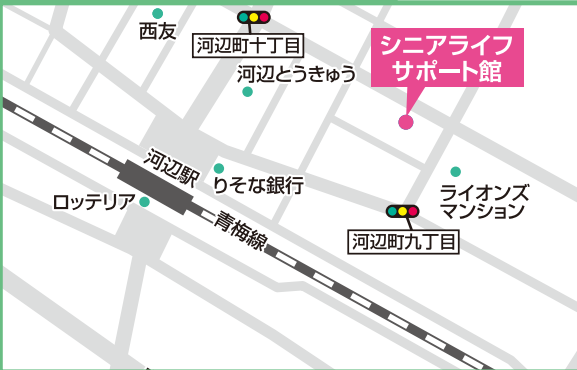 西友
河辺町十丁目
シニアライフ
サポート館
河辺とうきゅう
河辺駅
りそな銀行
ライオンズ
マンション
ロッテリア
青梅線
河辺町九丁目